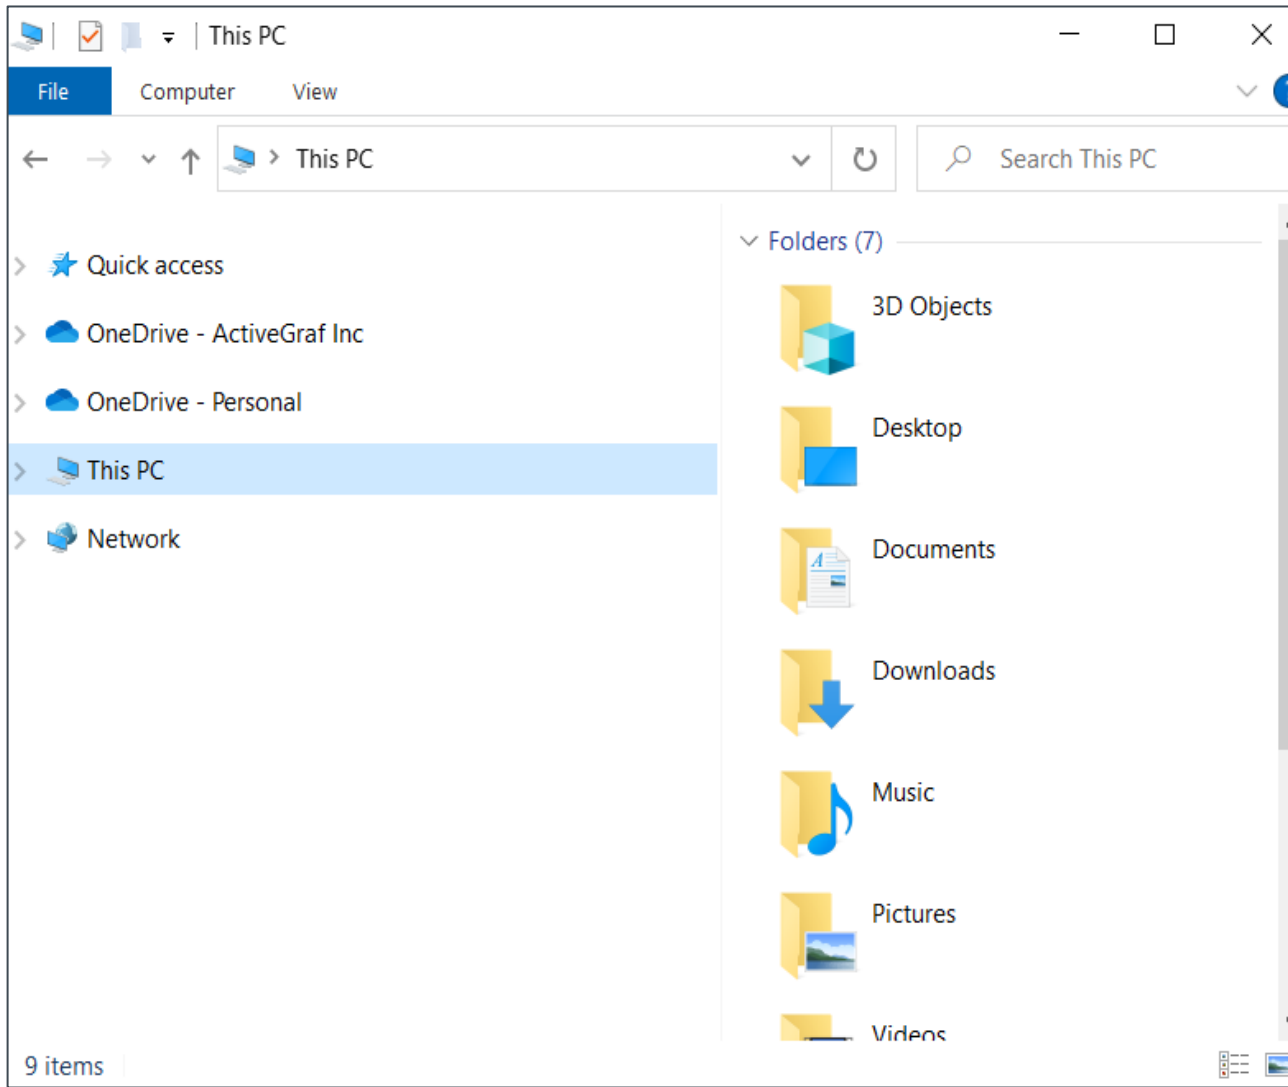 This PC
File Computer View
This PC
Search This PC
Quick access
OneDrive - ActiveGraf Inc
OneDrive - Personal
This PC
Network
Folders (7)
3D Objects
Desktop
Documents
Downloads
Music
Pictures
Videos
9 items